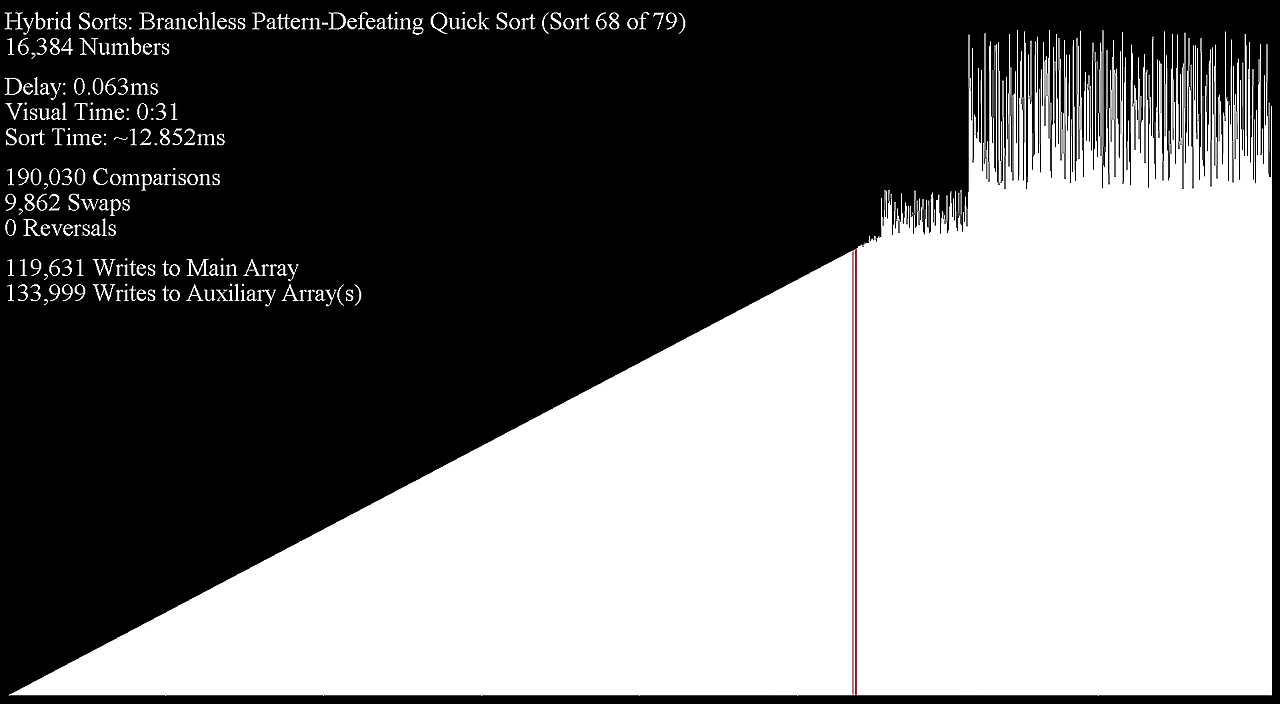 Hybrid Sorts: Branchless Pattern-Defeating Quick Sort (Sort 68 of 79)
16,384 Numbers
Delay: 0.063ms
Visual Time: 0:31
Sort Time: ~12.852ms
190,030 Comparisons
9,862 Swaps
0 Reversals
119,631 Writes to Main Array
133,999 Writes to Auxiliary Array(s)